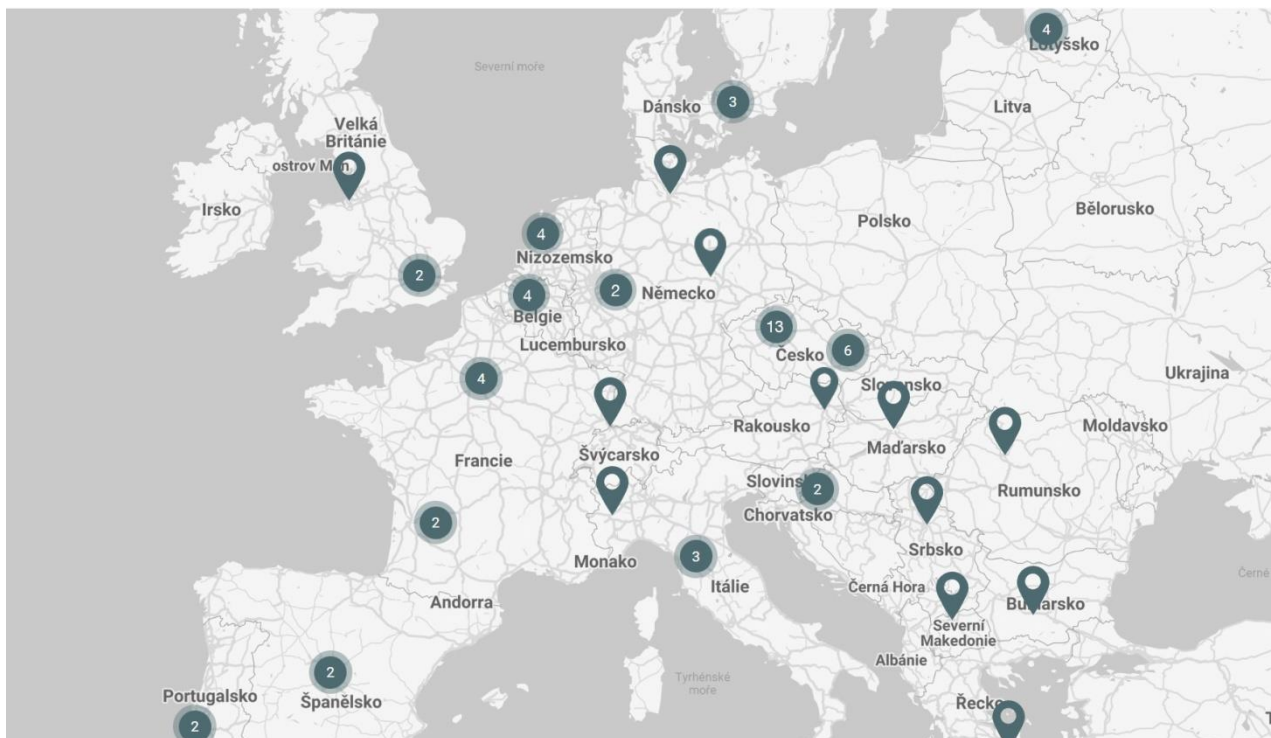 4
Lotyšsko
Severní moře
3
Dánsko
Litva
Velká
Británie
ostrov Man
Irsko
Bělorusko
Polsko
4
Nizozemsko
2
4
Belgie
2
Německo
Lucembursko
13
Česko
6
Slovensko
Ukrajina
4
Rakousko
Moldavsko
Maďarsko
Švýcarsko
Francie
Slovinsko
2
Rumunsko
Chorvatsko
2
Srbsko
Monako
3
Itálie
Černá Hora
Černé
Andorra
Bulharsko
Severní
Makedonie
Albánie
2
Tyrhénské
moře
Portugalsko
Španělsko
Řecko
2
T